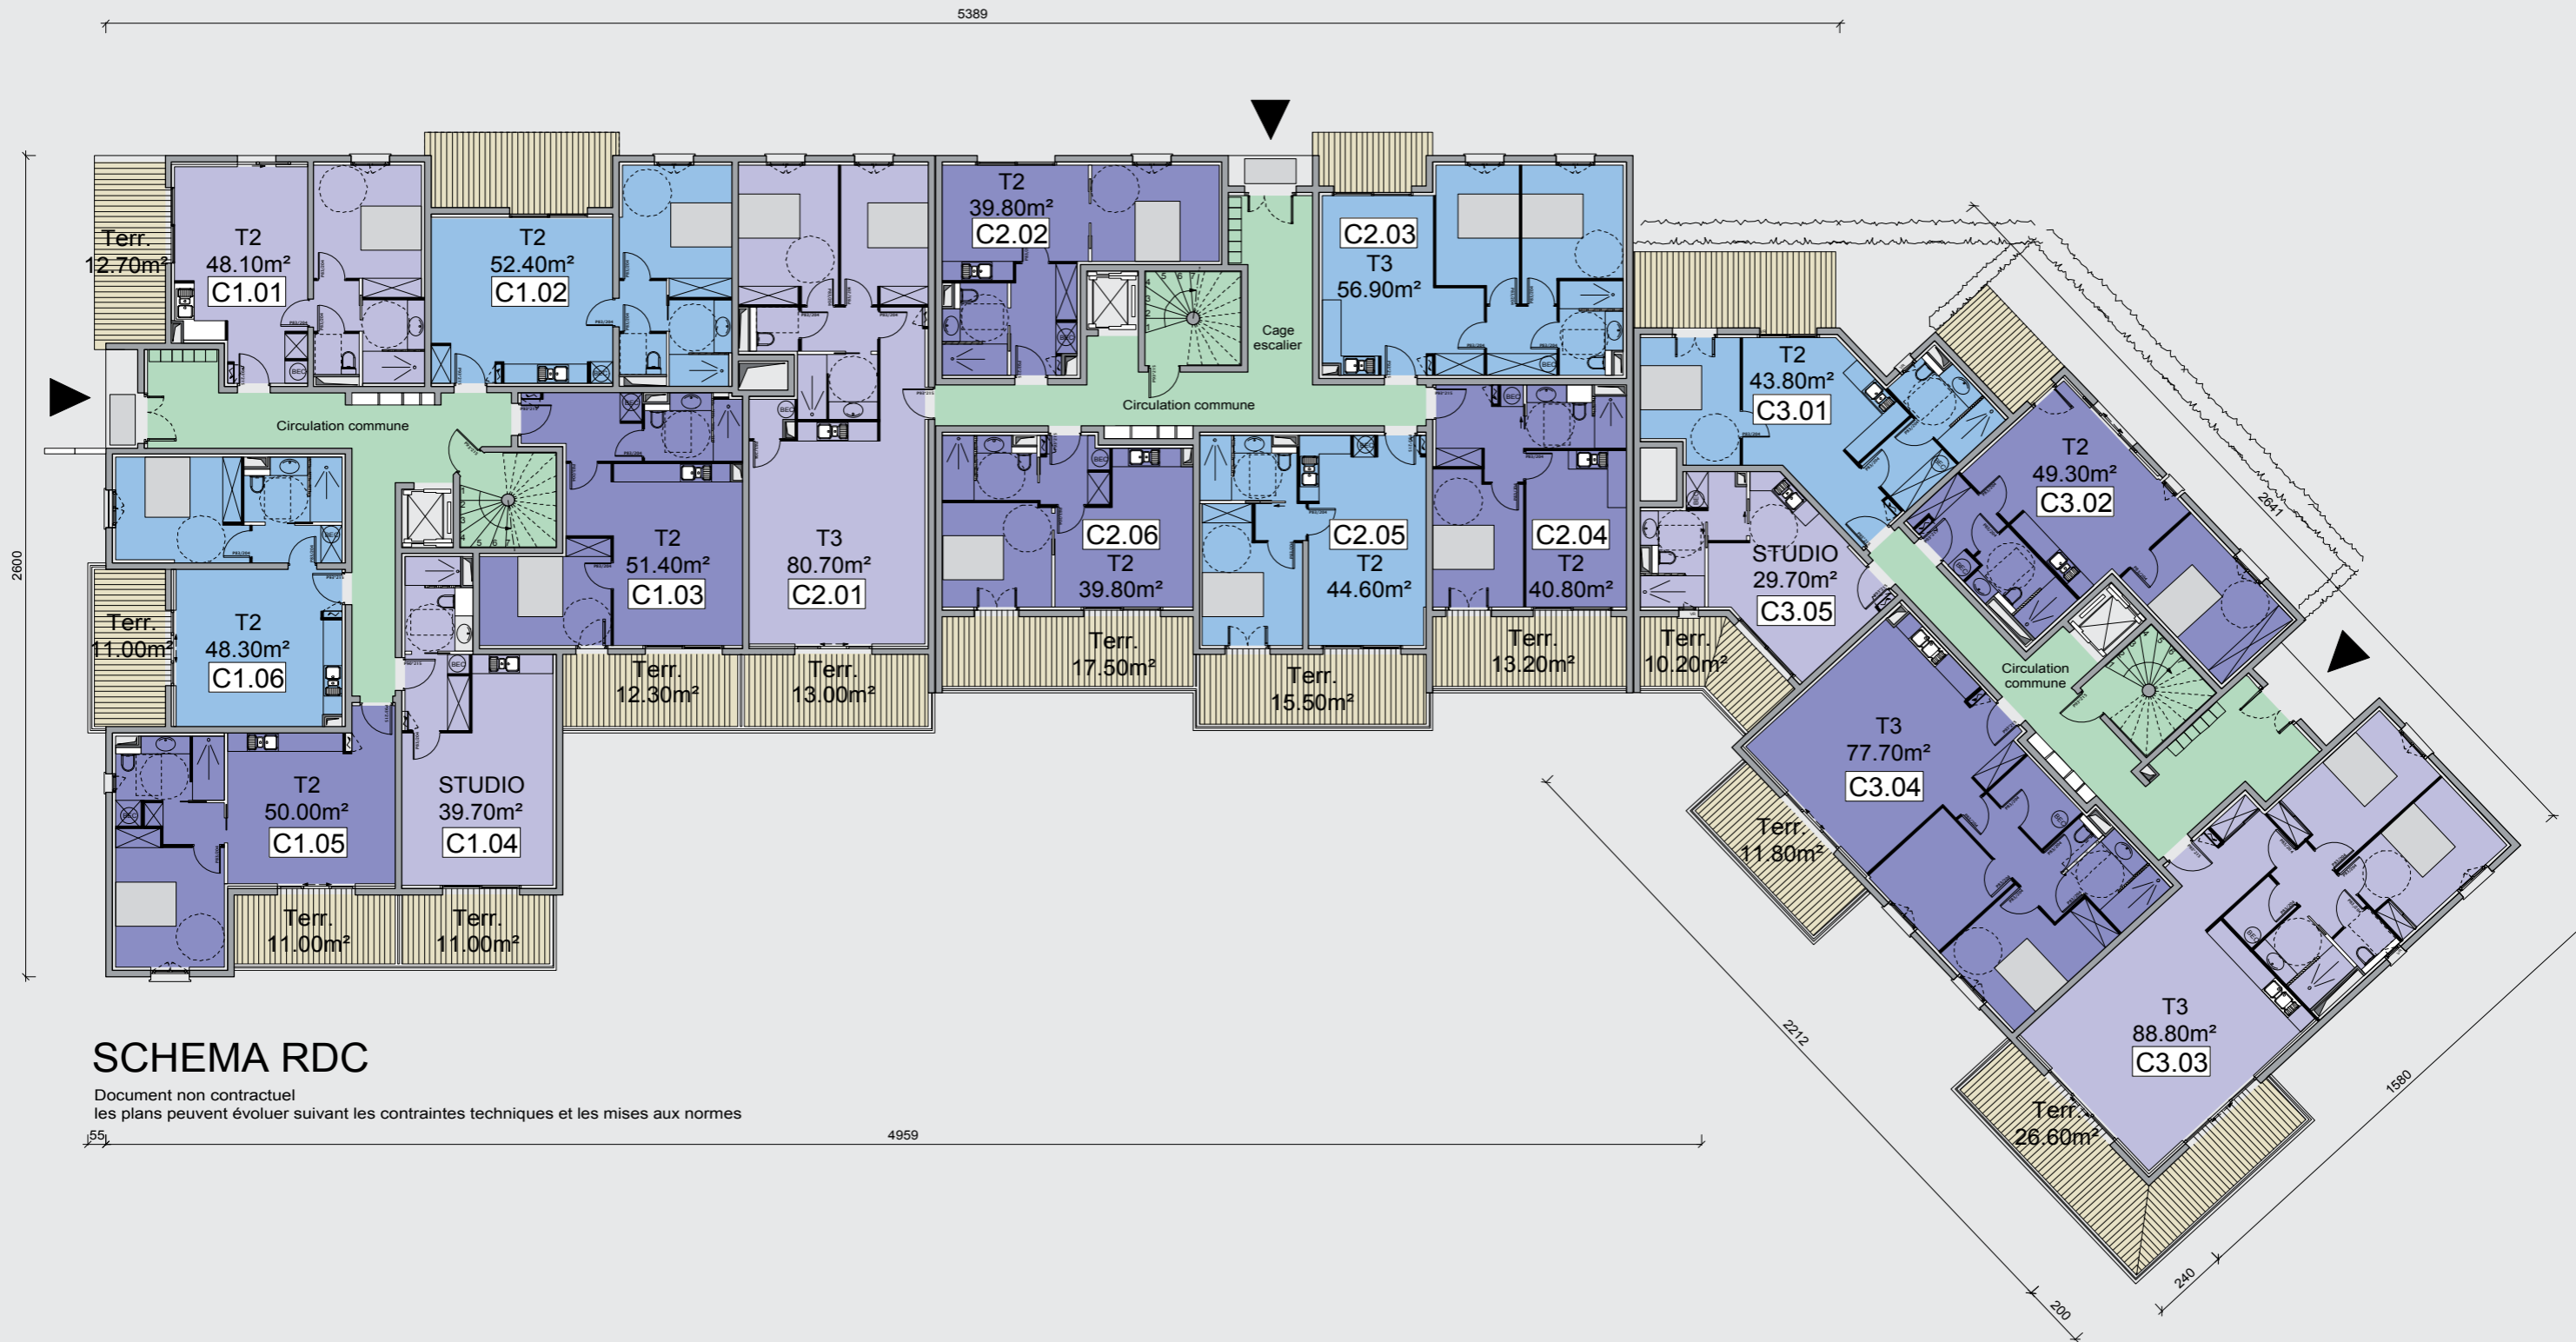 5389
2600
Terr.
12.70m²
T2
48.10m²
C1.01
T2
52.40m²
C1.02
T2
39.80m²
C2.02
Cage
escalier
C2.03
T3
56.90m²
T2
43.80m²
C3.01
T2
49.30m²
C3.02
2641
Circulation commune
Circulation commune
T2
51.40m²
C1.03
T3
80.70m²
C2.01
C2.06
T2
39.80m²
C2.05
T2
44.60m²
C2.04
T2
40.80m²
STUDIO
29.70m²
C3.05
Terr.
11.00m²
T2
48.30m²
C1.06
Terr.
12.30m²
Terr.
13.00m²
Terr.
17.50m²
Terr.
15.50m²
Terr.
13.20m²
Terr.
10.20m²
Circulation
commune
T3
77.70m²
C3.04
Terr.
11.80m²
T2
50.00m²
C1.05
STUDIO
39.70m²
C1.04
Terr.
11.00m²
Terr.
11.00m²
T3
88.80m²
C3.03
Terr.
26.60m²
2212
1580
240
200
SCHEMA RDC
Document non contractuel
les plans peuvent évoluer suivant les contraintes techniques et les mises aux normes
55
4959